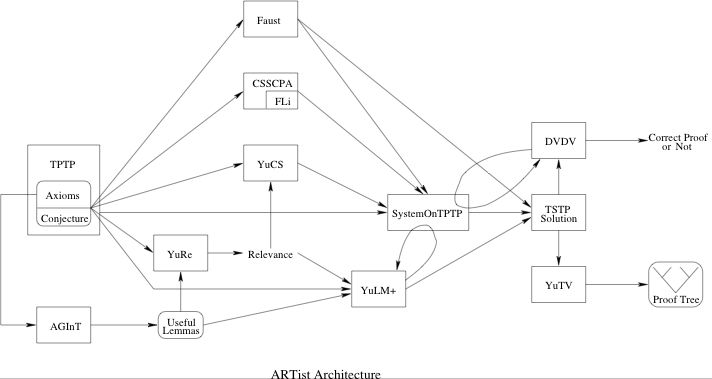 Faust
CSSCPA
FLi
TPTP
Axioms
Conjecture
YuCS
DVDV
Correct Proof
or Not
SystemOnTPTP
TSTP
Solution
YuRe
Relevance
YuLM+
YuTV
Proof Tree
AGInT
Useful
Lemmas
ARTist Architecture